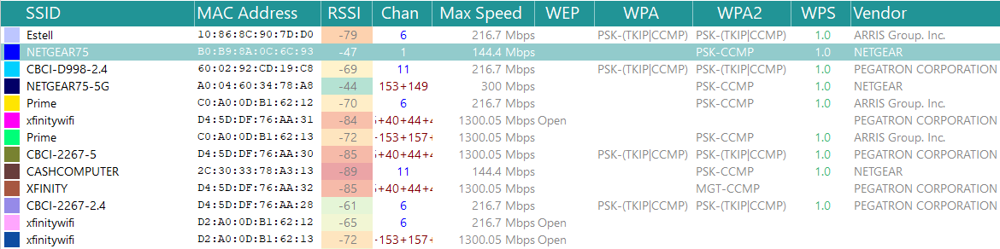 SSID MAC Address RSSI Chan Max Speed WEP WPA WPA2 WPS Vendor
Estell 10:86:8C:90:7D:D0 -79 6 216.7 Mbps PSK-(TKIP|CCMP) PSK-(TKIP|CCMP) 1.0 ARRIS Group. Inc.
NETGEAR75 B0:B9:8A:0C:6C:93 -47 1 144.4 Mbps PSK-CCMP 1.0 NETGEAR
CBCI-D998-2.4 60:02:92:CD:19:C8 -69 11 216.7 Mbps PSK-(TKIP|CCMP) PSK-(TKIP|CCMP) 1.0 PEGATRON CORPORATION
NETGEAR75-5G A0:04:60:34:78:A8 -44 153+149 300 Mbps PSK-CCMP 1.0 NETGEAR
Prime C0:A0:0D:B1:62:12 -70 6 216.7 Mbps PSK-CCMP 1.0 ARRIS Group. Inc.
xfinitywifi D4:5D:DF:76:AA:31 -84 +40+44+4 1300.05 Mbps Open PEGATRON CORPORATION
Prime C0:A0:0D:B1:62:13 -72 -153+157+ 1300.05 Mbps PSK-CCMP 1.0 ARRIS Group. Inc.
CBCI-2267-5 D4:5D:DF:76:AA:30 -85 +40+44+4 1300.05 Mbps PSK-(TKIP|CCMP) PSK-(TKIP|CCMP) 1.0 PEGATRON CORPORATION
CASHCOMPUTER 2C:30:33:78:A3:13 -89 11 144.4 Mbps PSK-CCMP 1.0 NETGEAR
XFINITY D4:5D:DF:76:AA:32 -85 +40+44+4 1300.05 Mbps MGT-CCMP PEGATRON CORPORATION
CBCI-2267-2.4 D4:5D:DF:76:AA:28 -61 6 216.7 Mbps PSK-(TKIP|CCMP) PSK-(TKIP|CCMP) 1.0 PEGATRON CORPORATION
xfinitywifi D2:A0:0D:B1:62:12 -65 6 216.7 Mbps Open
xfinitywifi D2:A0:0D:B1:62:13 -72 -153+157+ 1300.05 Mbps Open